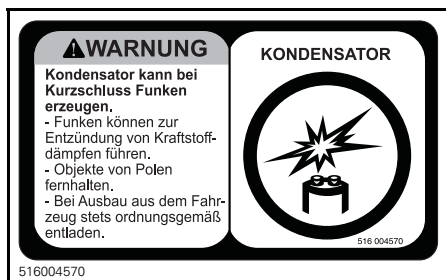 WARNUNG
Kondensator kann bei
Kurzschluss Funken
erzeugen.
- Funken können zur
Entzündung von Kraftstoff-
dämpfen führen.
- Objekte von Polen
fernhalten.
- Bei Ausbau aus dem Fahr-
zeug stets ordnungsgemäß
entladen.
KONDENSATOR
516 004570
516004570